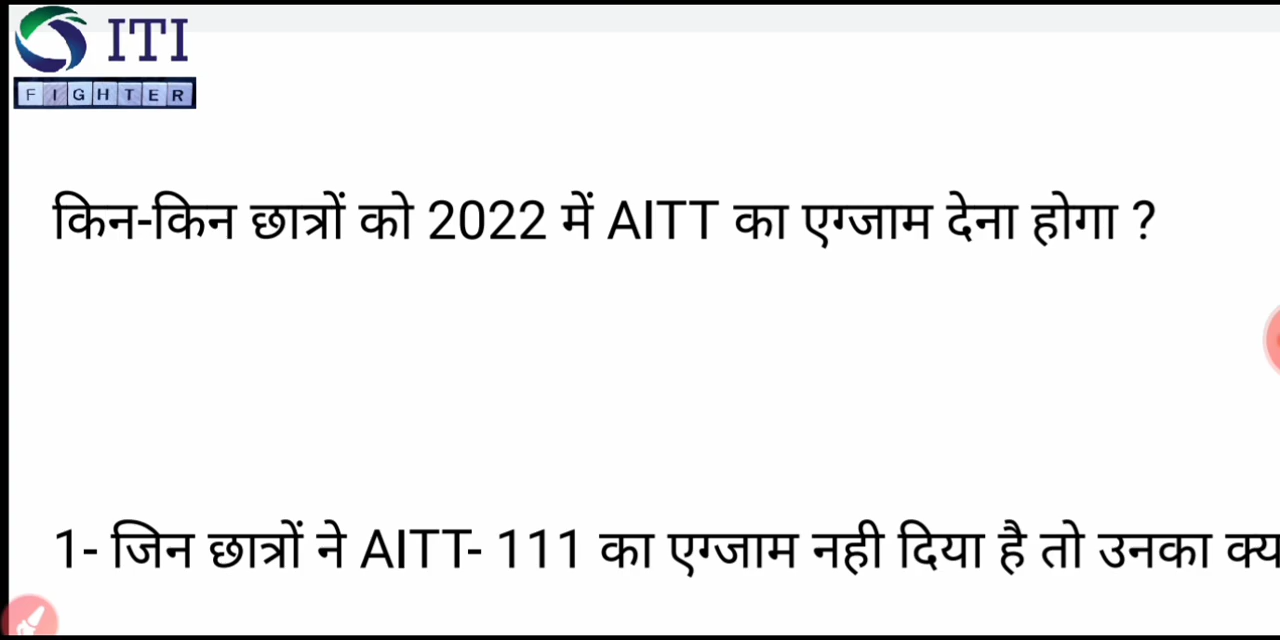 ITI
FIGHTER
किन-किन छात्रों को 2022 में AITT का एग्जाम देना होगा ?
1- जिन छात्रों ने AITT- 111 का एग्जाम नही दिया है तो उनका